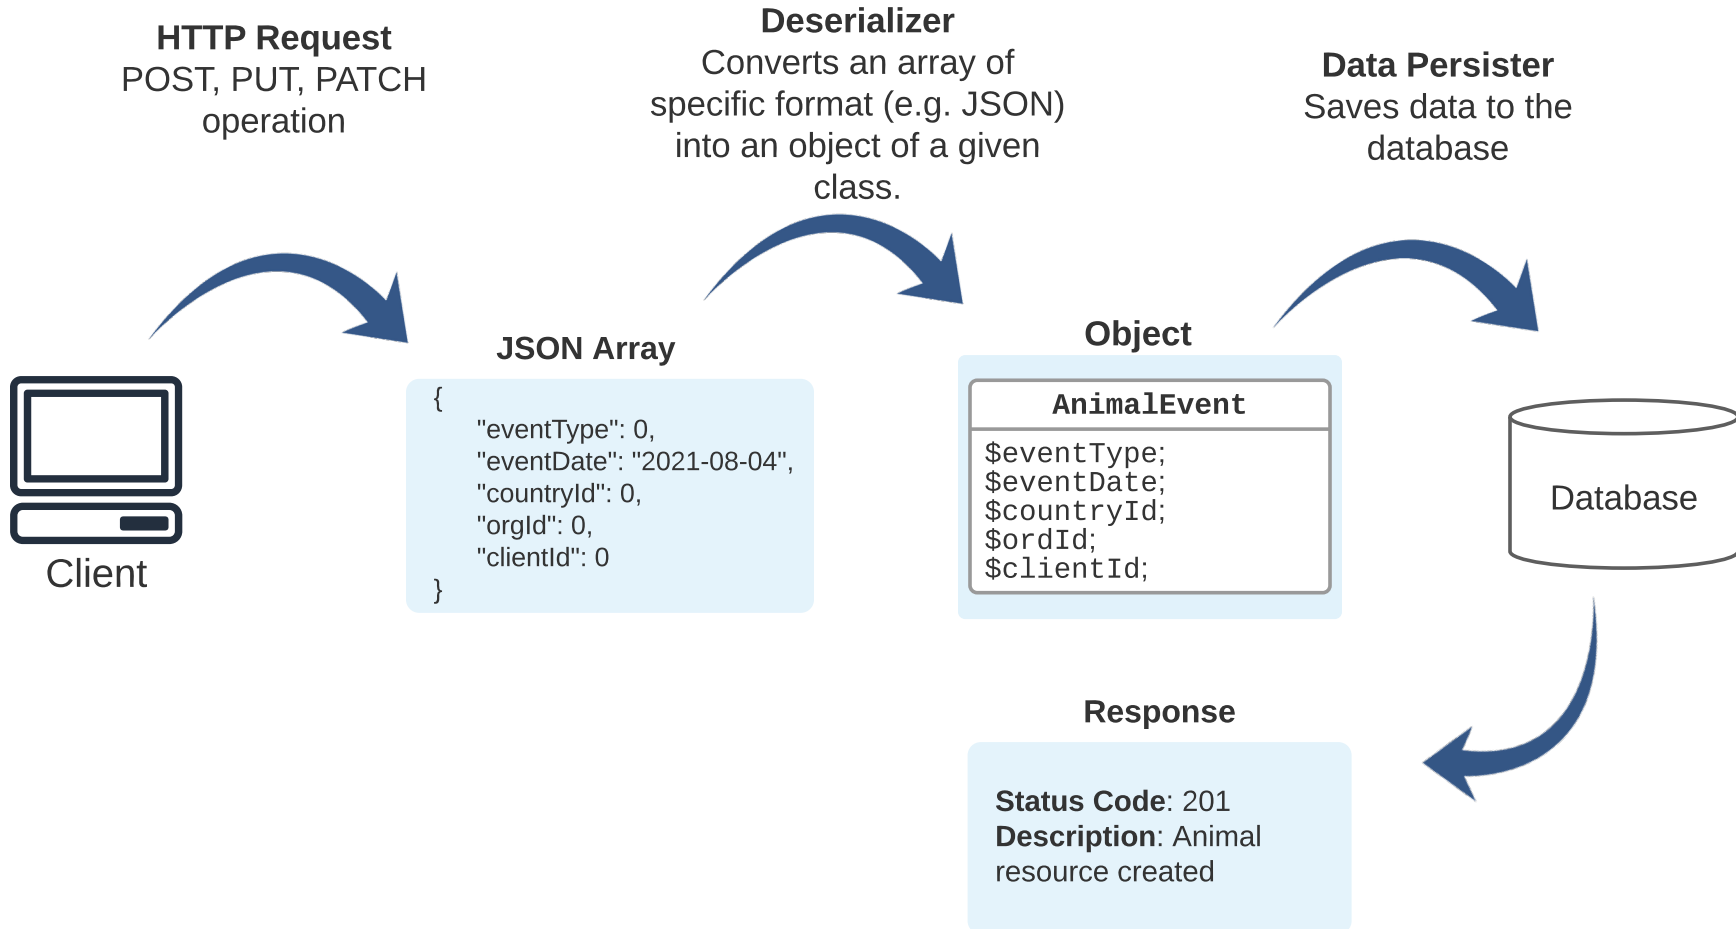 HTTP Request
POST, PUT, PATCH
operation
Deserializer
Converts an array of
specific format (e.g. JSON)
into an object of a given
class.
Data Persister
Saves data to the
database
Client
JSON Array
{
"eventType": 0,
"eventDate": "2021-08-04",
"countryId": 0,
"orgId": 0,
"clientId": 0
}
Object
AnimalEvent
$eventType;
$eventDate;
$countryId;
$ordId;
$clientId;
Database
Response
Status Code: 201
Description: Animal
resource created